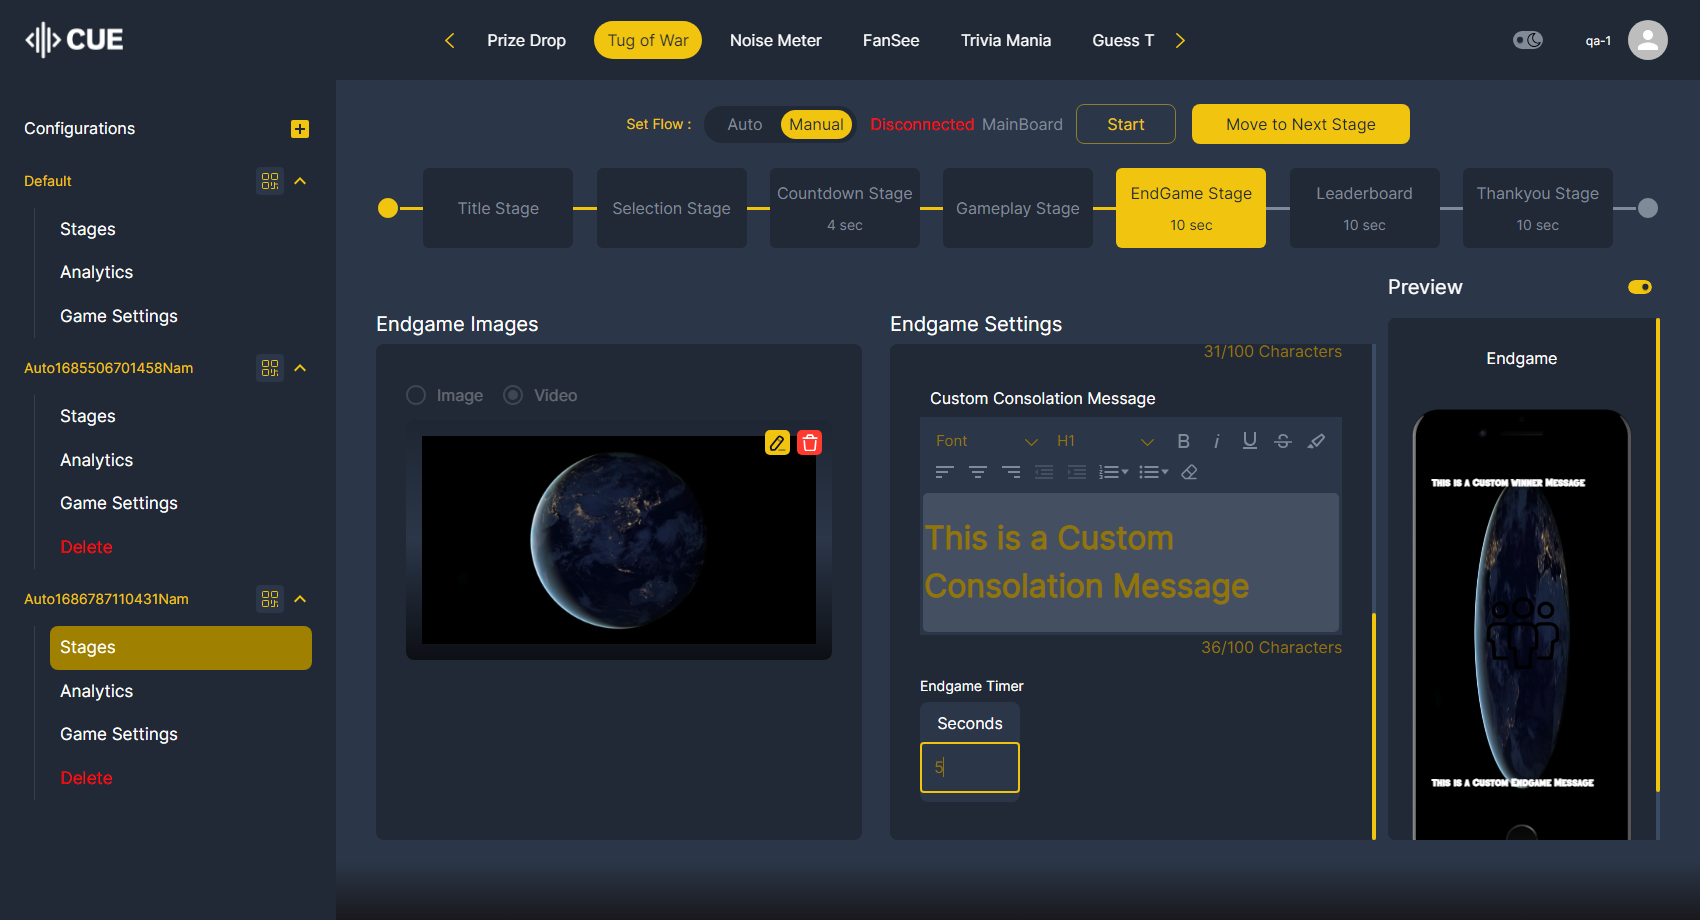 CUE
Prize Drop
Tug of War
Noise Meter
FanSee
Trivia Mania
Guess T
qa-1
Configurations
Default
Stages
Analytics
Game Settings
Auto1685506701458Nam
Stages
Analytics
Game Settings
Delete
Auto1686787110431Nam
Stages
Analytics
Game Settings
Delete
Set Flow :
Auto
Manual
Disconnected MainBoard
Start
Move to Next Stage
Title Stage
Selection Stage
Countdown Stage
4 sec
Gameplay Stage
EndGame Stage
10 sec
Leaderboard
10 sec
Thankyou Stage
10 sec
Endgame Images
Image
Video
Endgame Settings
31/100 Characters
Custom Consolation Message
Font
H1
B i U S
This is a Custom
Consolation Message
36/100 Characters
Endgame Timer
Seconds
5
Preview
Endgame
This is a Custom Winner Message
This is a Custom Endgame Message